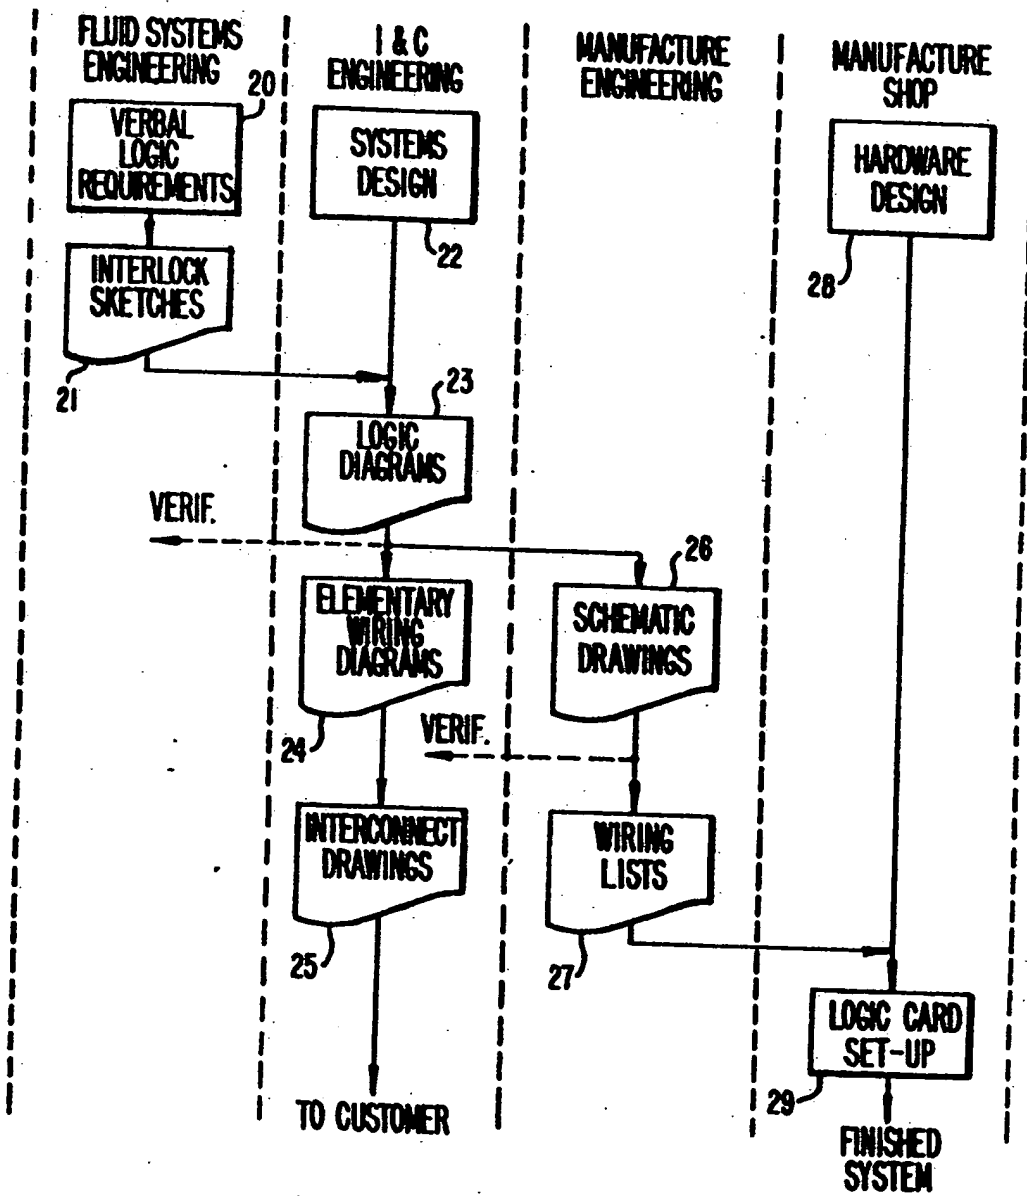 FLUID SYSTEMS
ENGINEERING
20
VERBAL
LOGIC
REQUIREMENTS
INTERLOCK
SKETCHES
21
I & C
ENGINEERING
SYSTEMS
DESIGN
22
23
LOGIC
DIAGRAMS
VERIF.
ELEMENTARY
WIRING
DIAGRAMS
24
INTERCONNECT
DRAWINGS
25
TO CUSTOMER
MANUFACTURE
ENGINEERING
26
SCHEMATIC
DRAWINGS
VERIF.
WIRING
LISTS
27
MANUFACTURE
SHOP
HARDWARE
DESIGN
28
LOGIC CARD
SET-UP
29
FINISHED
SYSTEM